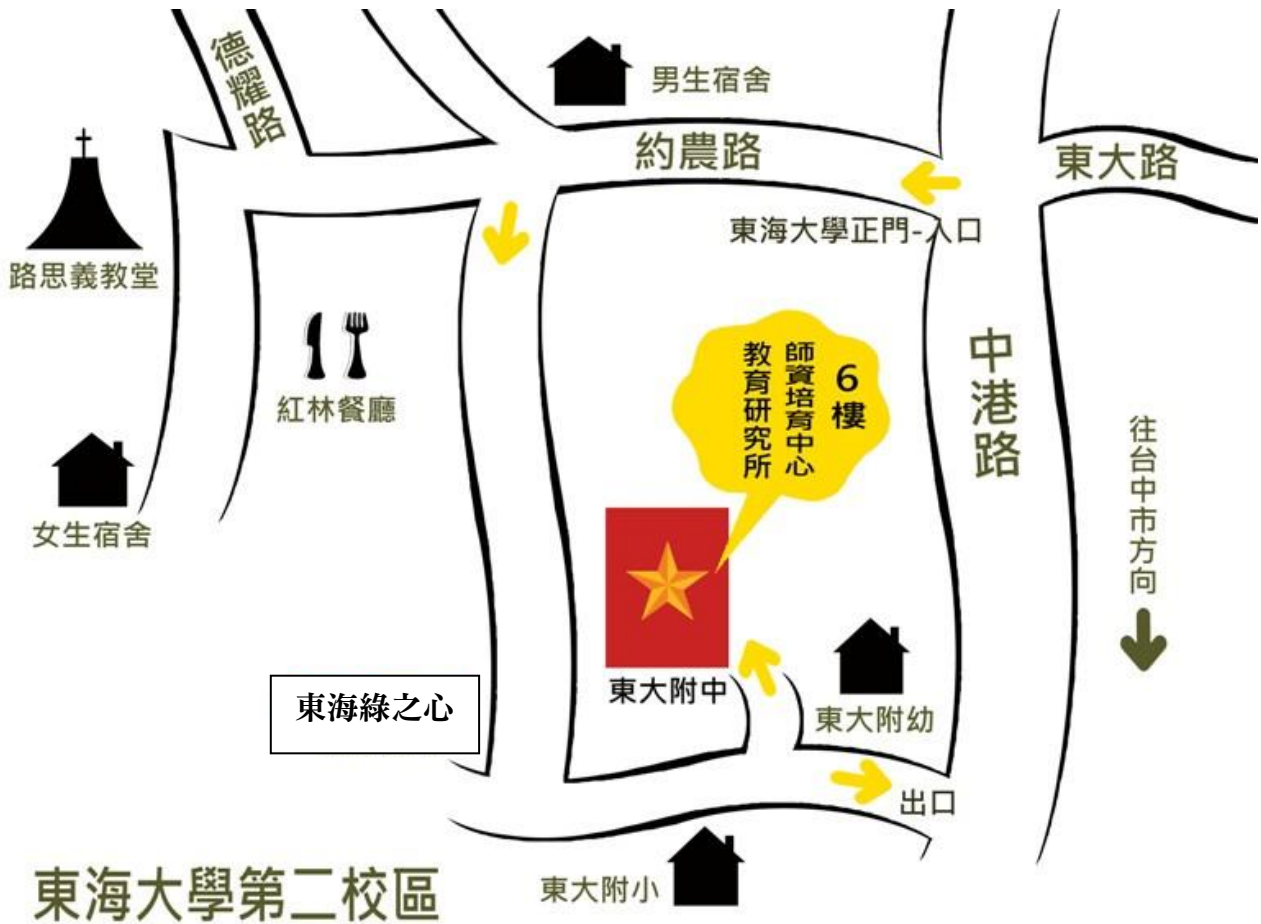 德耀路
男生宿舍
約農路
東大路
東海大學正門-入口
路思義教堂
紅林餐廳
6樓
師資培育中心
教育研究所
中港路
往台中市方向
女生宿舍
東海綠之心
東大附中
東大附幼
出口
東大附小
東海大學第二校區